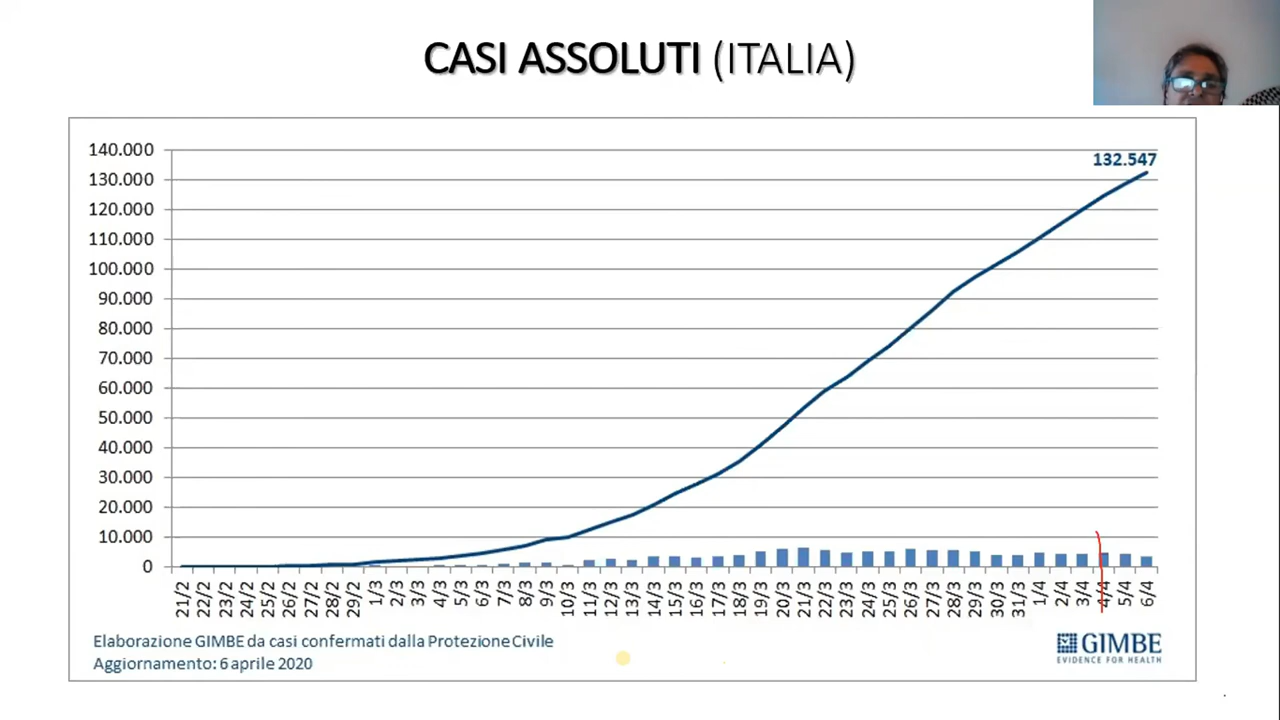 CASI ASSOLUTI (ITALIA)
140.000
130.000
120.000
110.000
100.000
90.000
80.000
70.000
60.000
50.000
40.000
30.000
20.000
10.000
0
132.547
21/2 22/2 23/2 24/2 25/2 26/2 27/2 28/2 29/2 1/3 2/3 3/3 4/3 5/3 6/3 7/3 8/3 9/3 10/3 11/3 12/3 13/3 14/3 15/3 16/3 17/3 18/3 19/3 20/3 21/3 22/3 23/3 24/3 25/3 26/3 27/3 28/3 29/3 30/3 31/3 1/4 2/4 3/4 4/4 5/4 6/4
Elaborazione GIMBE da casi confermati dalla Protezione Civile
Aggiornamento: 6 aprile 2020
GIMBE
EVIDENCE FOR HEALTH